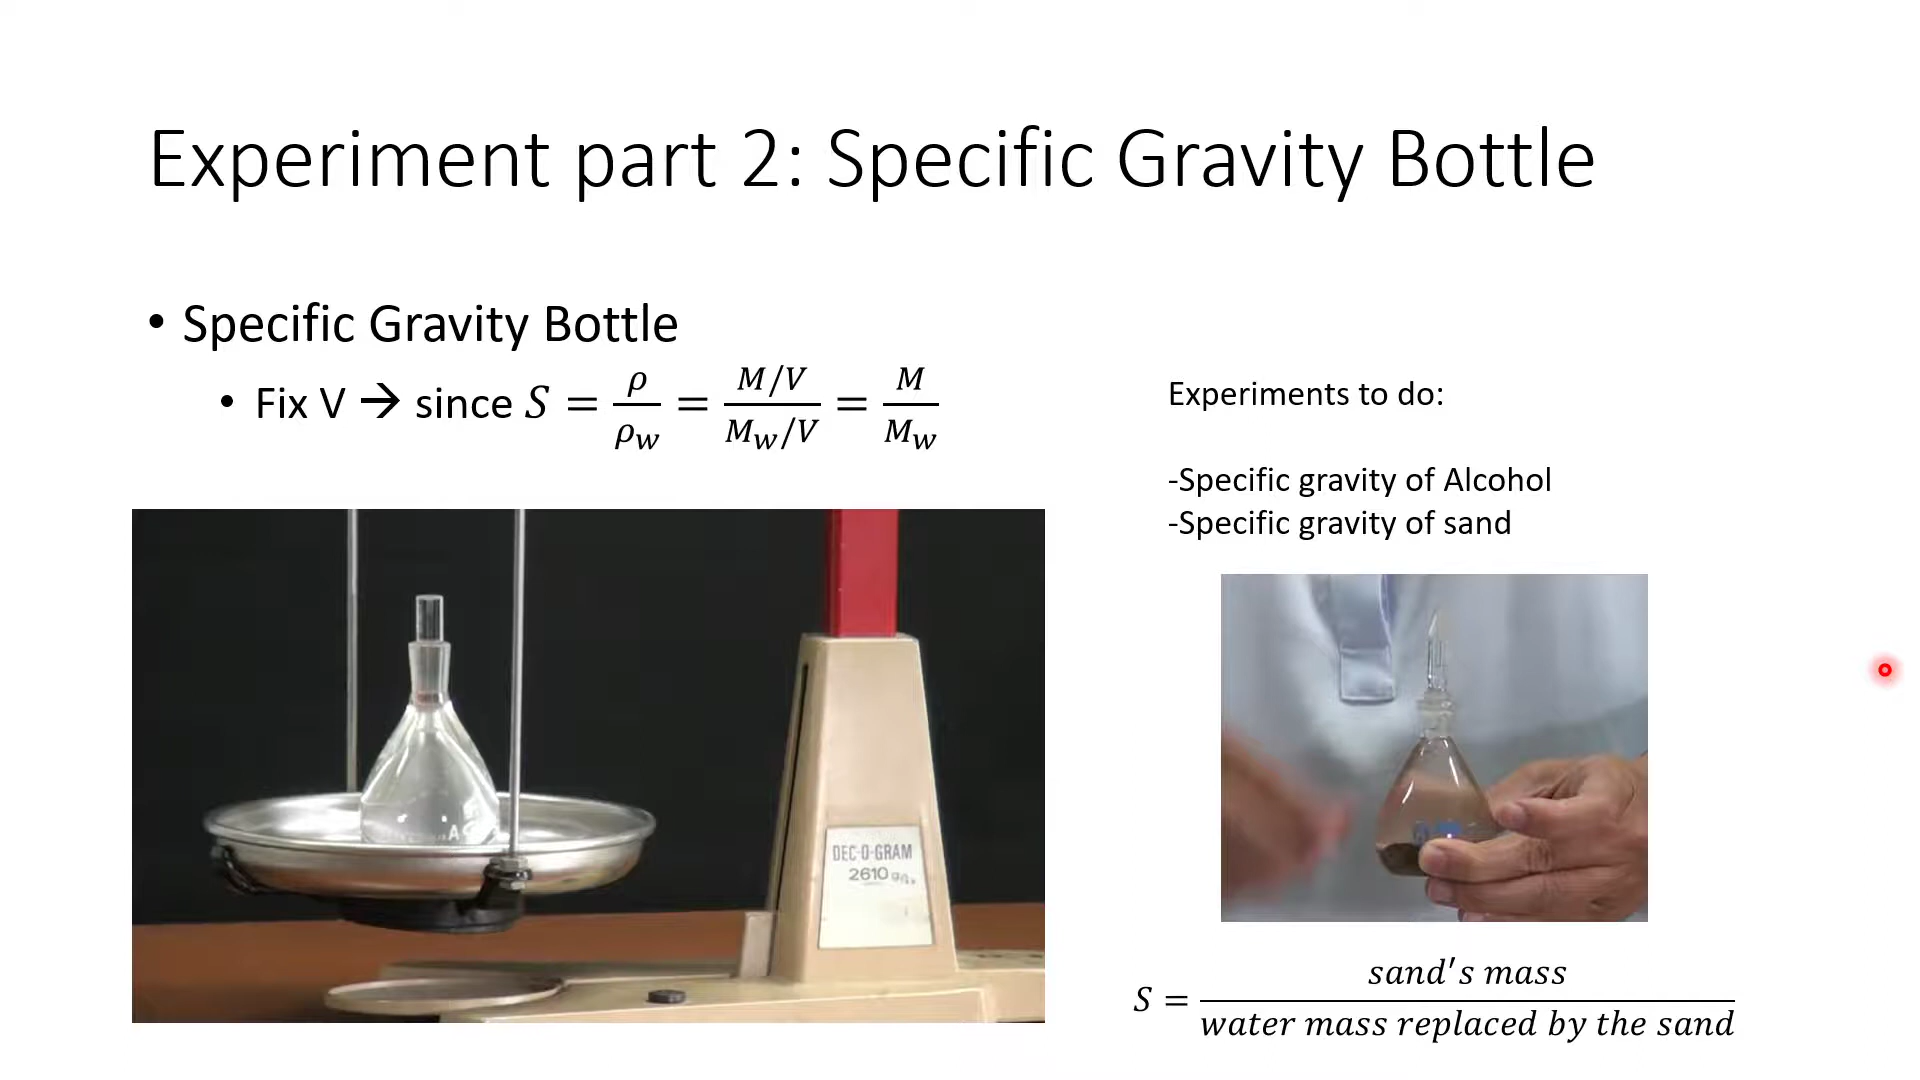 Experiment part 2: Specific Gravity Bottle
• Specific Gravity Bottle
• Fix V → since S = ρ/ρw = (M/V)/(Mw/V) = M/Mw
Experiments to do:
-Specific gravity of Alcohol
-Specific gravity of sand
DEC-O-GRAM
2610
S = sand's mass / water mass replaced by the sand